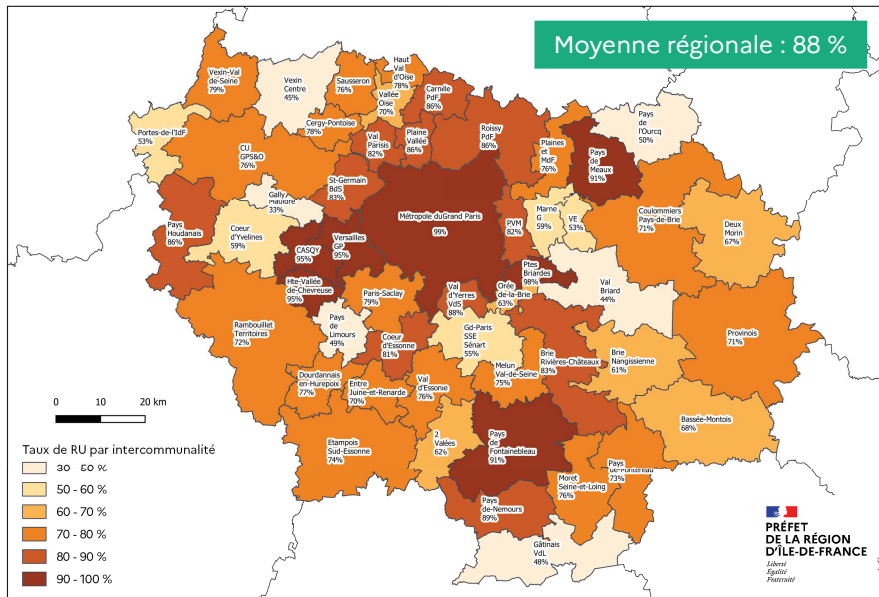 Moyenne régionale : 88 %
Vexin-Val
de-Seine
79%
Vexin
Centre
45%
Sausseron
76%
Haut
Val
d'Oise
78%
Vallée
Oise
70%
Carnille
PdF
86%
Cergy-Pontoise
78%
Val
Parisis
82%
Plaine
Vallée
86%
Roissy
PdF
86%
Plaines
et
MdF
76%
Pays
de
Meaux
91%
Pays
de
l'Ourcq
50%
Portes-de-l'IdF
53%
CU
GPS&O
76%
St-Germain
BdS
83%
Gally
Mauldre
33%
Pays
Houdanais
86%
Coeur
d'Yvelines
59%
CASQY
95%
Versailles
GP
95%
Métropole duGrand Paris
99%
PVM
82%
Marne
G
59%
VE
53%
Coulommiers
Pays-de-Brie
71%
Deux
Morin
67%
Hte-Vallée
de-Chevreuse
95%
Paris-Saclay
79%
Val
d'Yerres
VdS
88%
Orée
de-la-Brie
63%
Ptes
Briardes
98%
Val
Briard
44%
Rambouillet
Territoires
72%
Pays
de
Limours
49%
Coeur
d'Essonne
81%
Gd-Paris
SSE
Sénart
55%
Melun
Val-de-Seine
75%
Brie
Rivières-Châteaux
83%
Brie
Nangissienne
61%
Provinois
71%
Dourdannais
en-Hurepoix
77%
Entre
Juine-et-Renarde
70%
Val
d'Essonie
76%
Etampois
Sud-Essonne
74%
2
Valées
62%
Pays
de
Fontainebleau
91%
Bassée-Montois
68%
Moret
Seine-et-Loing
76%
Pays
de-Montereau
73%
Pays
de-Nemours
89%
Gâtinais
VdL
48%
0 10 20 km
Taux de RU par intercommunalité
30 - 50 %
50 - 60 %
60 - 70 %
70 - 80 %
80 - 90 %
90 - 100 %
PRÉFET
DE LA RÉGION
D'ÎLE-DE-FRANCE
Liberté
Égalité
Fraternité